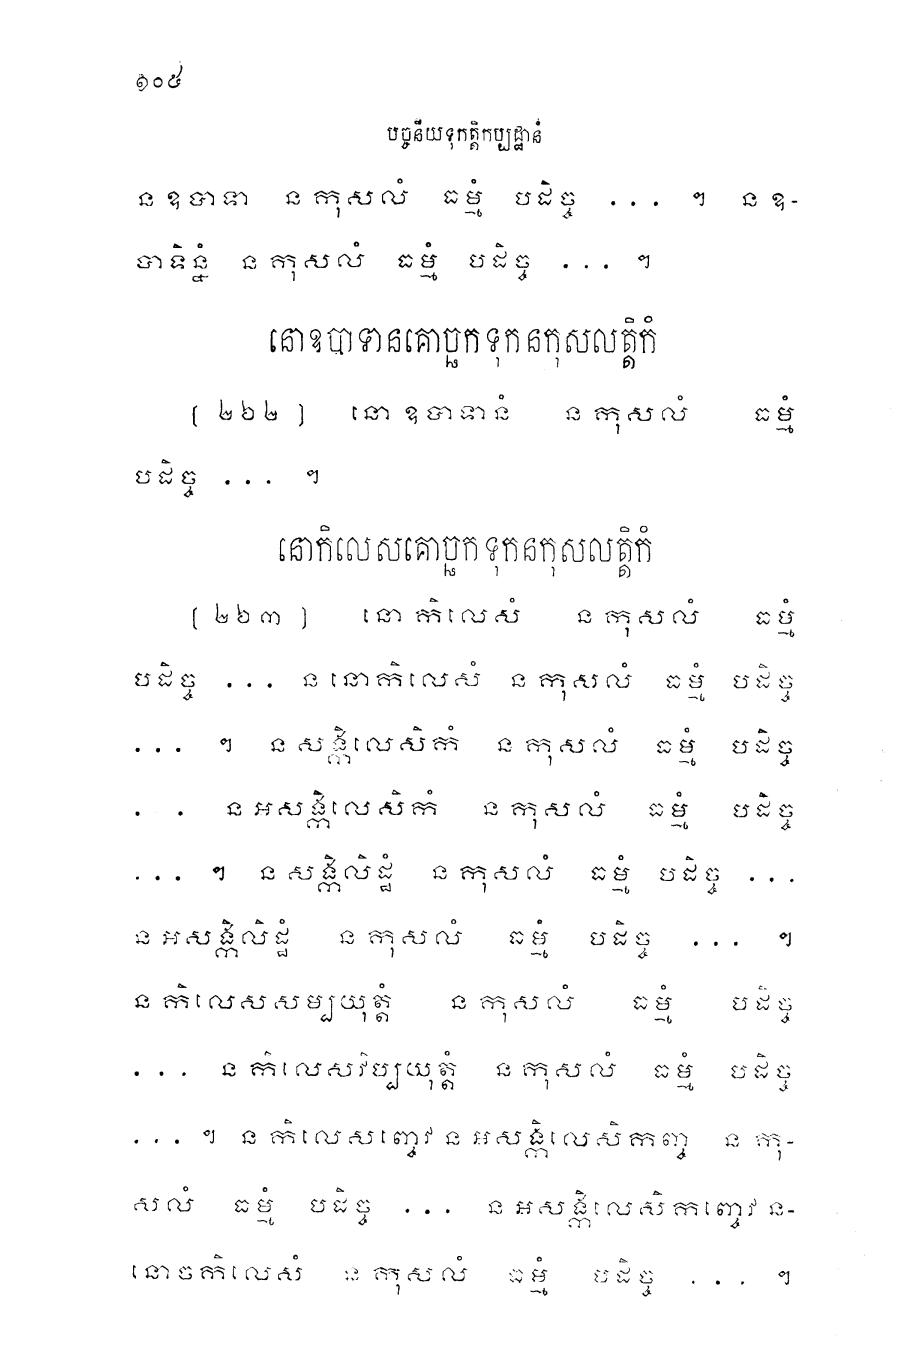 ១០៥
បច្ចនីយទុកត្តិកប្បដ្ឋានំ
ន ឧបាទា ន កុសលំ ធម្មំ បដិច្ច ... ។ ន ឧ-
បាទិន្នំ ន កុសលំ ធម្មំ បដិច្ច ... ។
នោឧបាទានគោច្ឆកទុកនកុសលត្តិកំ
(២២២) នោ ឧបាទានំ ន កុសលំ ធម្មំ
បដិច្ច ... ។
នោកិលេសគោច្ឆកទុកនកុសលត្តិកំ
(២២៣) នោ កិលេសំ ន កុសលំ ធម្មំ
បដិច្ច ... ន នោកិលេសំ ន កុសលំ ធម្មំ បដិច្ច
... ។ ន សង្កិលេសិកំ ន កុសលំ ធម្មំ បដិច្ច
. . ន អសង្កិលេសិកំ ន កុសលំ ធម្មំ បដិច្ច
... ។ ន សង្កិលិដ្ឋំ ន កុសលំ ធម្មំ បដិច្ច ...
ន អសង្កិលិដ្ឋំ ន កុសលំ ធម្មំ បដិច្ច ... ។
ន កិលេសសម្បយុត្តំ ន កុសលំ ធម្មំ បដិច្ច
... ន កិលេសវិប្បយុត្តំ ន កុសលំ ធម្មំ បដិច្ច
... ។ ន កិលេសញ្ចេវ ន អសង្កិលេសិកញ្ច ន កុ-
សលំ ធម្មំ បដិច្ច ... ន អសង្កិលេសិកញ្ចេវ ន-
នោចកិលេសំ ន កុសលំ ធម្មំ បដិច្ច ... ។